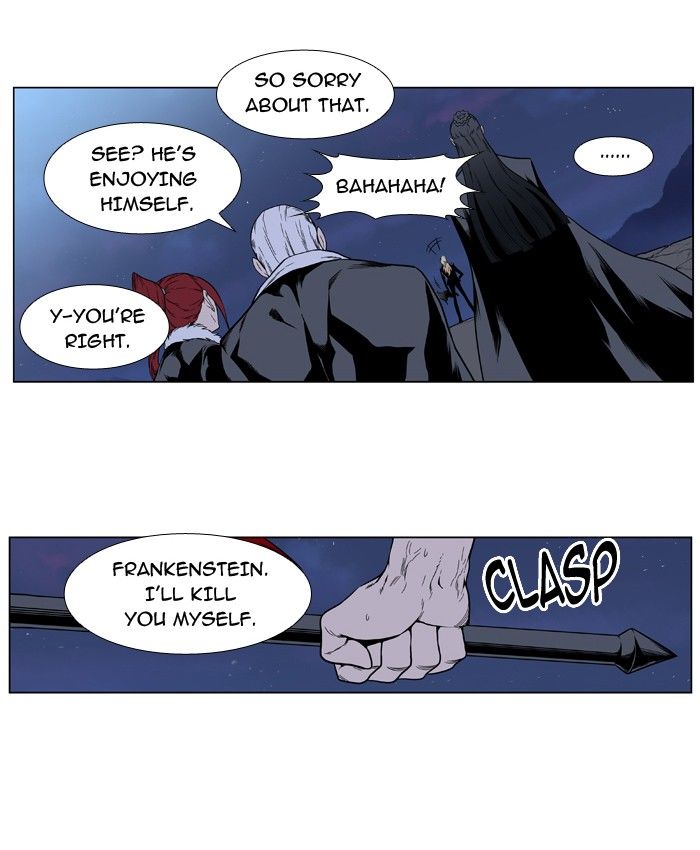 SO SORRY
ABOUT THAT.
SEE? HE'S
ENJOYING
HIMSELF.
BAHAHAHA!
......
Y-YOU'RE
RIGHT.
FRANKENSTEIN.
I'LL KILL
YOU MYSELF.
CLASP